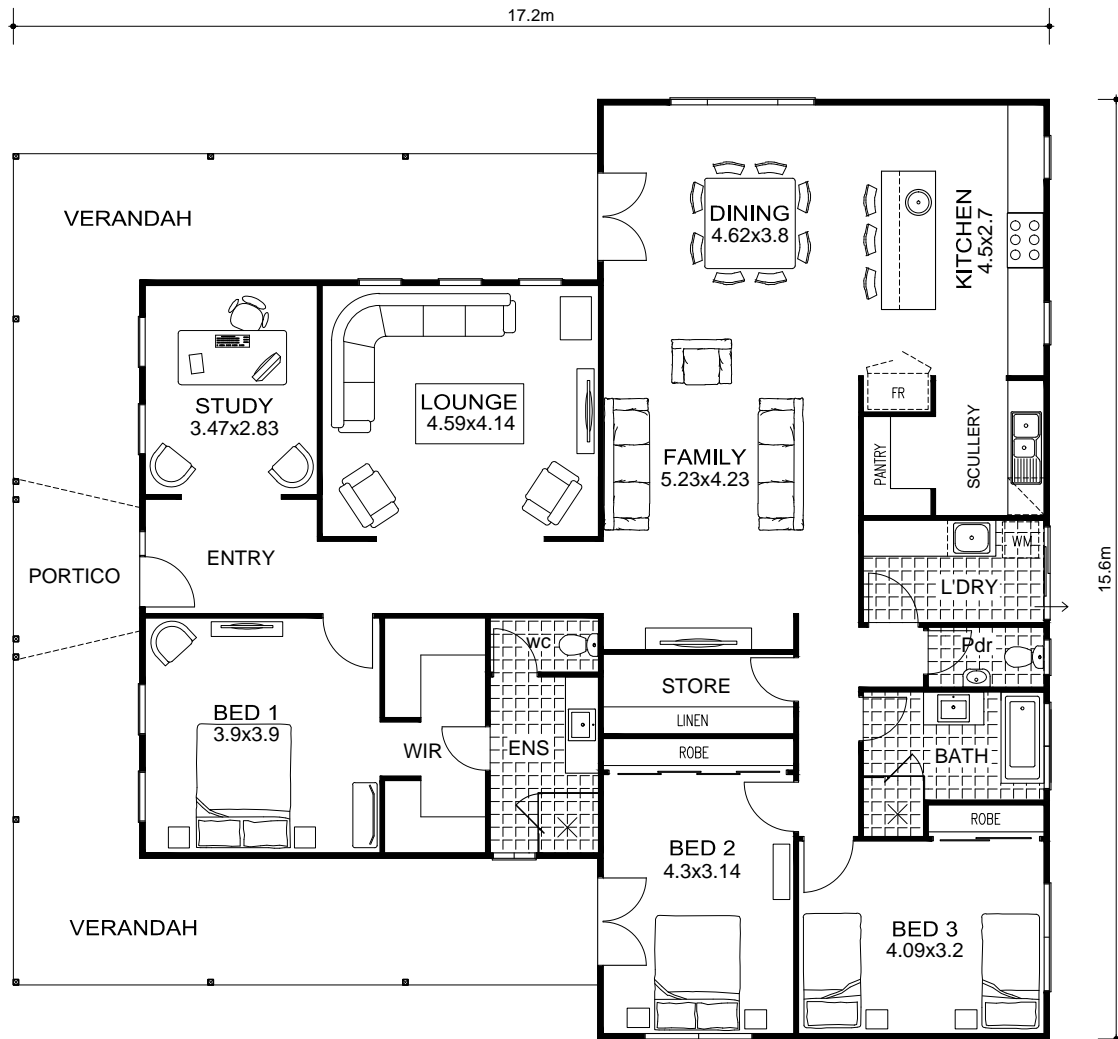 17.2m
VERANDAH
DINING
4.62x3.8
KITCHEN
4.5x2.7
STUDY
3.47x2.83
LOUNGE
4.59x4.14
FR
FAMILY
5.23x4.23
PANTRY
SCULLERY
ENTRY
PORTICO
WM
L'DRY
15.6m
wc
Pdr
STORE
LINEN
BED 1
3.9x3.9
WIR
ENS
ROBE
BATH
ROBE
BED 2
4.3x3.14
VERANDAH
BED 3
4.09x3.2